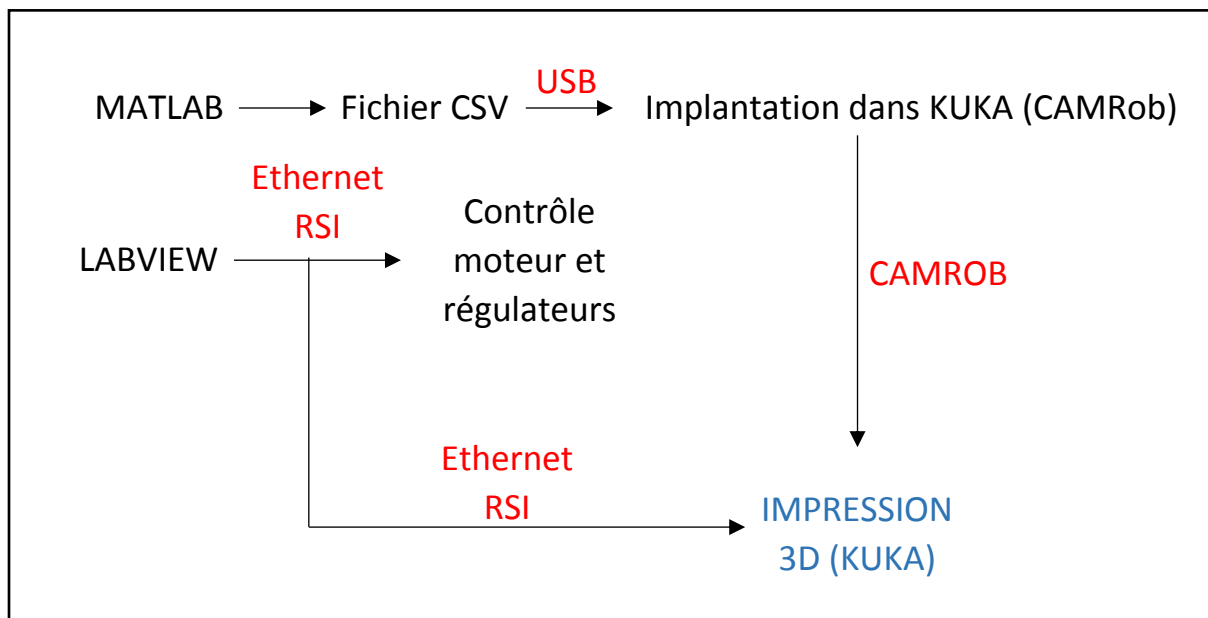 USB
MATLAB Fichier CSV Implantation dans KUKA (CAMRob)
Ethernet
RSI
LABVIEW
Contrôle
moteur et
régulateurs
CAMROB
Ethernet
RSI
IMPRESSION
3D (KUKA)